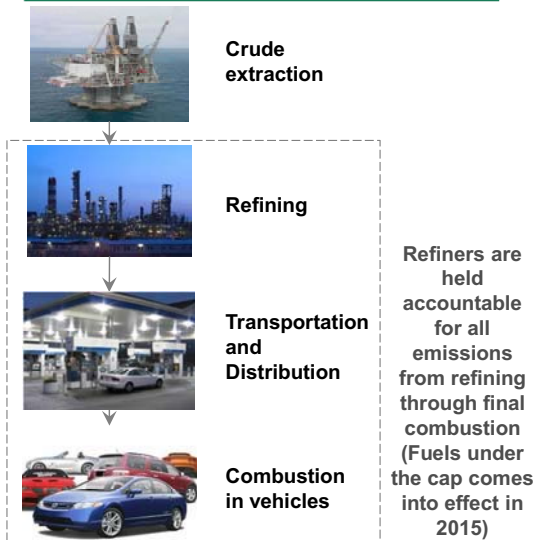 Crude
extraction
Refining
Transportation
and
Distribution
Combustion
in vehicles
Refiners are
held
accountable
for all
emissions
from refining
through final
combustion
(Fuels under
the cap comes
into effect in
2015)